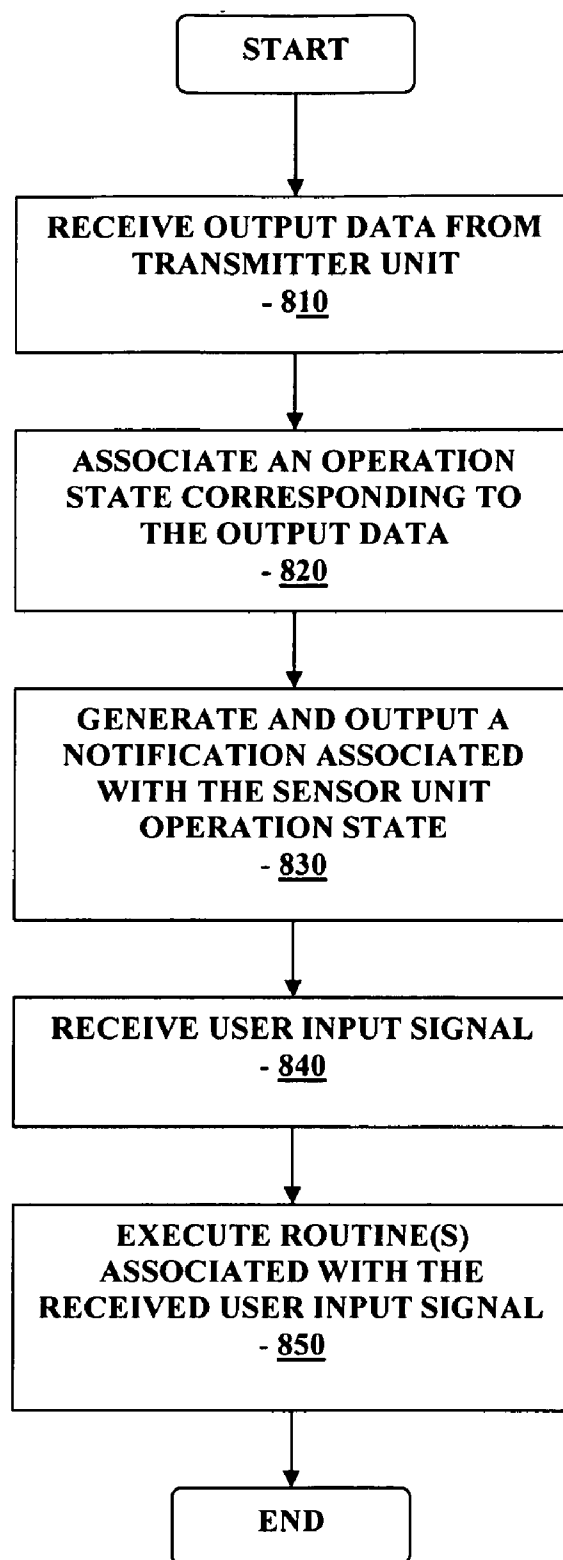 START
RECEIVE OUTPUT DATA FROM
TRANSMITTER UNIT
- 810
ASSOCIATE AN OPERATION
STATE CORRESPONDING TO
THE OUTPUT DATA
- 820
GENERATE AND OUTPUT A
NOTIFICATION ASSOCIATED
WITH THE SENSOR UNIT
OPERATION STATE
- 830
RECEIVE USER INPUT SIGNAL
- 840
EXECUTE ROUTINE(S)
ASSOCIATED WITH THE
RECEIVED USER INPUT SIGNAL
- 850
END